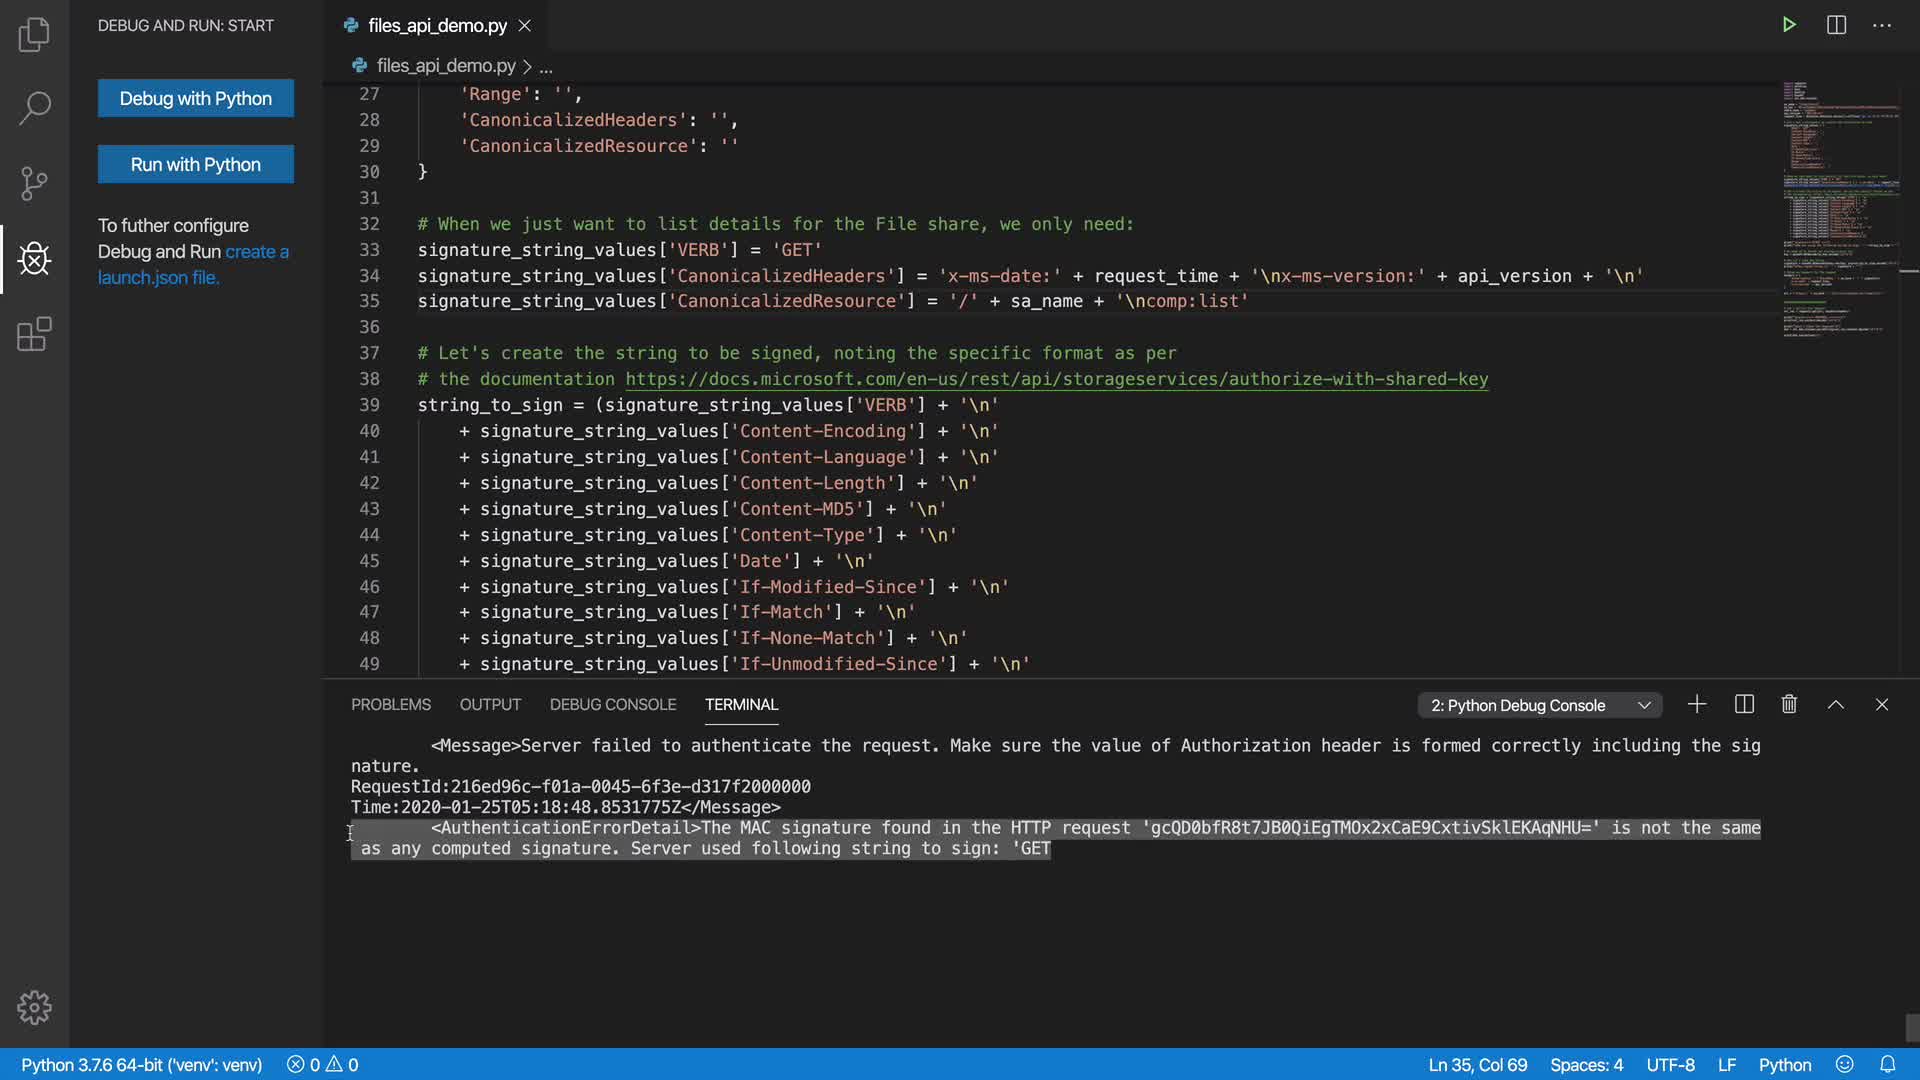 DEBUG AND RUN: START
Debug with Python
Run with Python
To futher configure
Debug and Run create a
launch.json file.
files_api_demo.py
files_api_demo.py > ...
27 'Range': '',
28 'CanonicalizedHeaders': '',
29 'CanonicalizedResource': ''
30 }
31
32 # When we just want to list details for the File share, we only need:
33 signature_string_values['VERB'] = 'GET'
34 signature_string_values['CanonicalizedHeaders'] = 'x-ms-date:' + request_time + '\nx-ms-version:' + api_version + '\n'
35 signature_string_values['CanonicalizedResource'] = '/' + sa_name + '\ncomp:list'
36
37 # Let's create the string to be signed, noting the specific format as per
38 # the documentation https://docs.microsoft.com/en-us/rest/api/storageservices/authorize-with-shared-key
39 string_to_sign = (signature_string_values['VERB'] + '\n'
40 + signature_string_values['Content-Encoding'] + '\n'
41 + signature_string_values['Content-Language'] + '\n'
42 + signature_string_values['Content-Length'] + '\n'
43 + signature_string_values['Content-MD5'] + '\n'
44 + signature_string_values['Content-Type'] + '\n'
45 + signature_string_values['Date'] + '\n'
46 + signature_string_values['If-Modified-Since'] + '\n'
47 + signature_string_values['If-Match'] + '\n'
48 + signature_string_values['If-None-Match'] + '\n'
49 + signature_string_values['If-Unmodified-Since'] + '\n'
PROBLEMS OUTPUT DEBUG CONSOLE TERMINAL 2: Python Debug Console
<Message>Server failed to authenticate the request. Make sure the value of Authorization header is formed correctly including the sig
nature.
RequestId:216ed96c-f01a-0045-6f3e-d317f2000000
Time:2020-01-25T05:18:48.8531775Z</Message>
<AuthenticationErrorDetail>The MAC signature found in the HTTP request 'gcQD0bfR8t7JB0QiEgTMOx2xCaE9CxtivSklEKAqNHU=' is not the same
as any computed signature. Server used following string to sign: 'GET
Python 3.7.6 64-bit ('venv': venv) 0 0 Ln 35, Col 69 Spaces: 4 UTF-8 LF Python